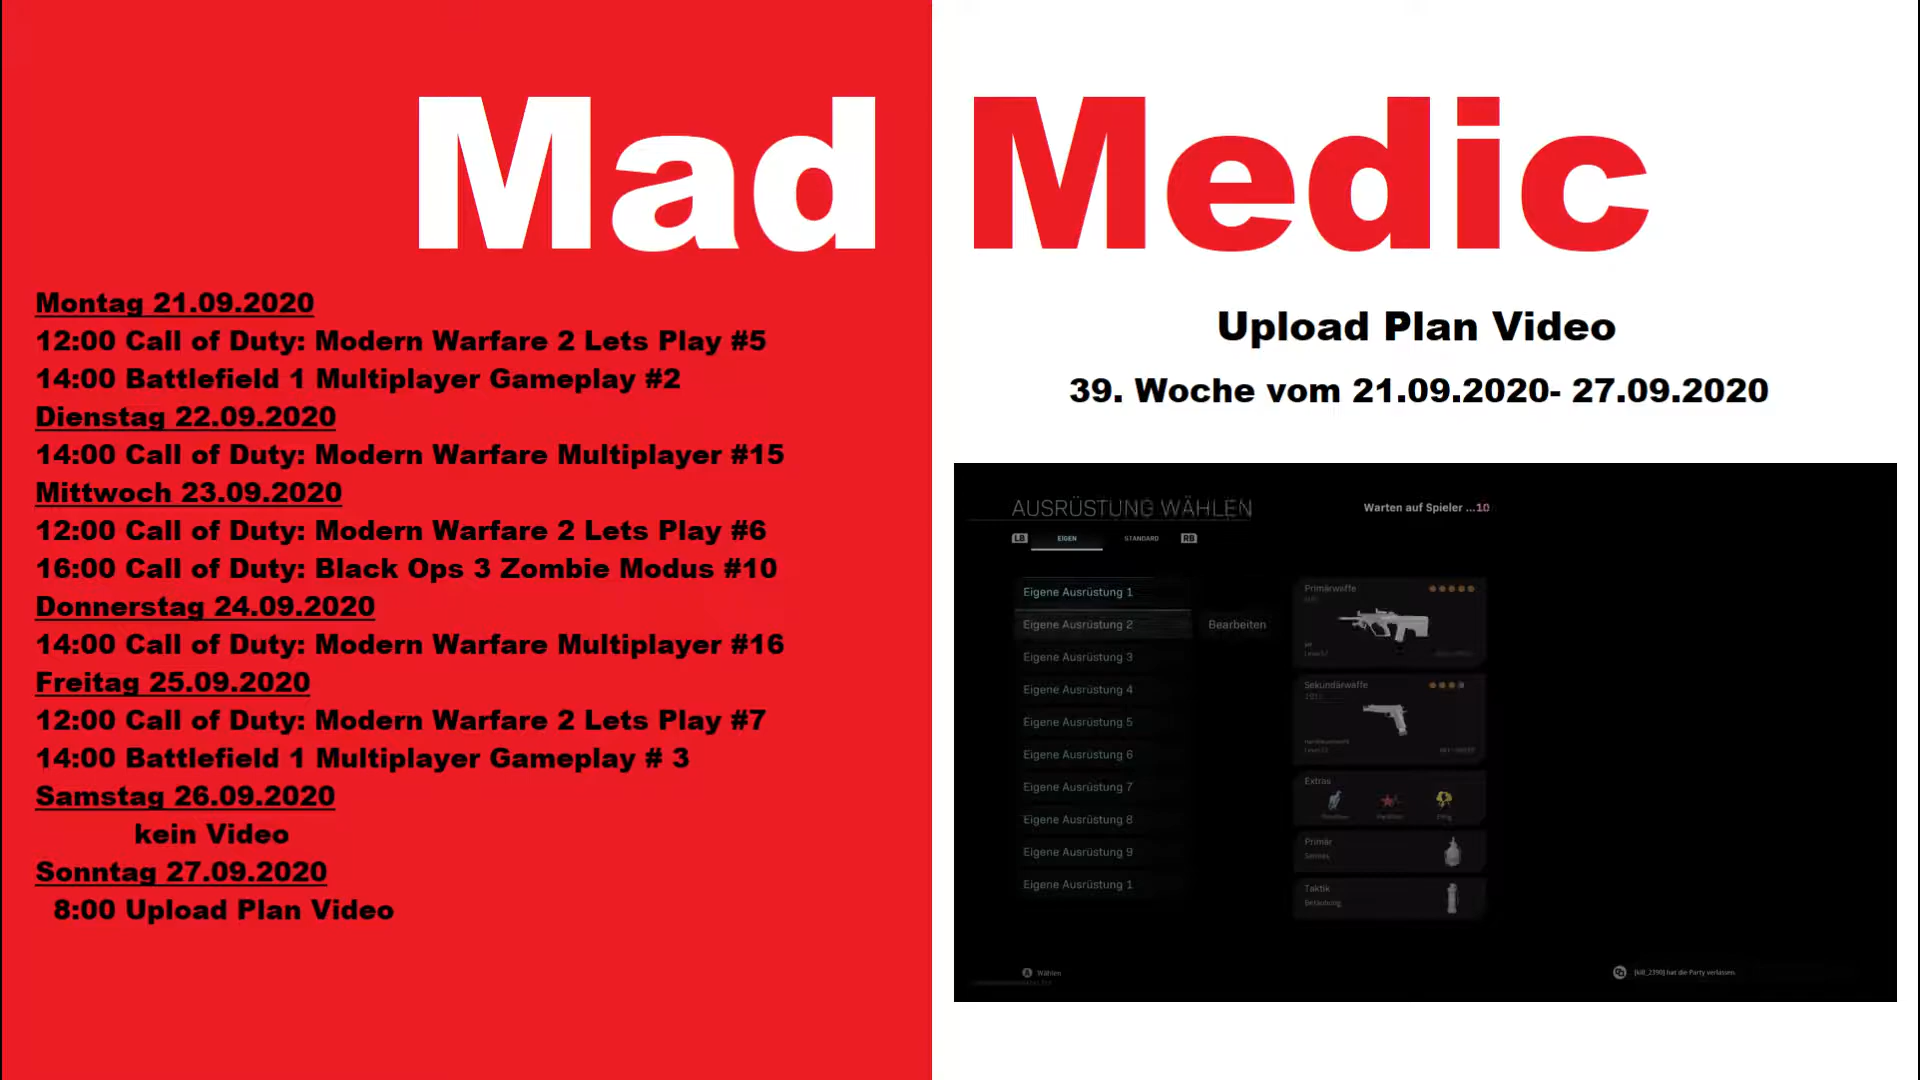 Mad Medic
Montag 21.09.2020
12:00 Call of Duty: Modern Warfare 2 Lets Play #5
14:00 Battlefield 1 Multiplayer Gameplay #2
Dienstag 22.09.2020
14:00 Call of Duty: Modern Warfare Multiplayer #15
Mittwoch 23.09.2020
12:00 Call of Duty: Modern Warfare 2 Lets Play #6
16:00 Call of Duty: Black Ops 3 Zombie Modus #10
Donnerstag 24.09.2020
14:00 Call of Duty: Modern Warfare Multiplayer #16
Freitag 25.09.2020
12:00 Call of Duty: Modern Warfare 2 Lets Play #7
14:00 Battlefield 1 Multiplayer Gameplay # 3
Samstag 26.09.2020
kein Video
Sonntag 27.09.2020
8:00 Upload Plan Video
Upload Plan Video
39. Woche vom 21.09.2020- 27.09.2020
AUSRÜSTUNG WÄHLEN
Warten auf Spieler ...10
LB EIGEN STANDARD RB
Eigene Ausrüstung 1
Eigene Ausrüstung 2
Eigene Ausrüstung 3
Eigene Ausrüstung 4
Eigene Ausrüstung 5
Eigene Ausrüstung 6
Eigene Ausrüstung 7
Eigene Ausrüstung 8
Eigene Ausrüstung 9
Eigene Ausrüstung 1
Bearbeiten
Primärwaffe
Sekundärwaffe
Extras
Primär
Semtex
Taktik
Betäubung
A Wählen
[kill_2390] hat die Party verlassen.